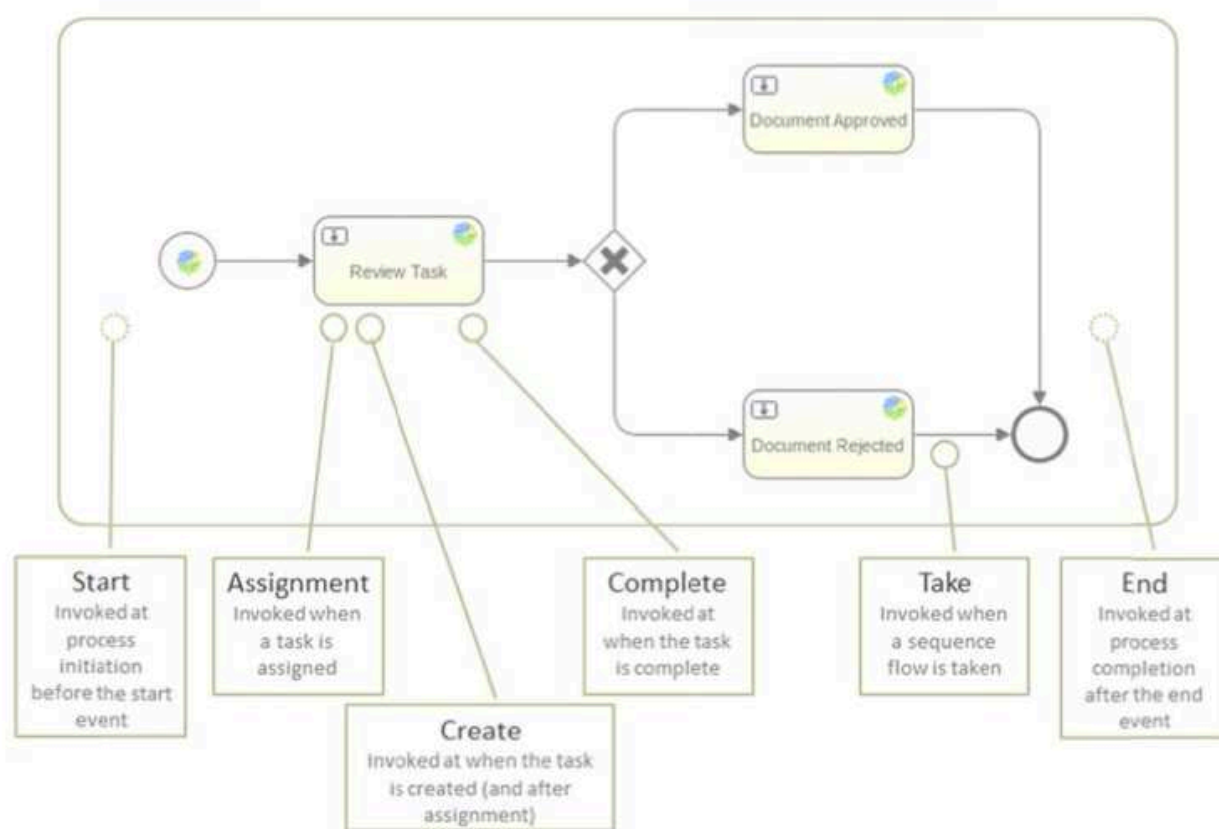 Document Approved
Review Task
Document Rejected
Start
Invoked at
process
initiation
before the start
event
Assignment
Invoked when
a task is
assigned
Create
Invoked at when the task
is created (and after
assignment)
Complete
Invoked at
when the task
is complete
Take
Invoked when
a sequence
flow is taken
End
Invoked at
process
completion
after the end
event